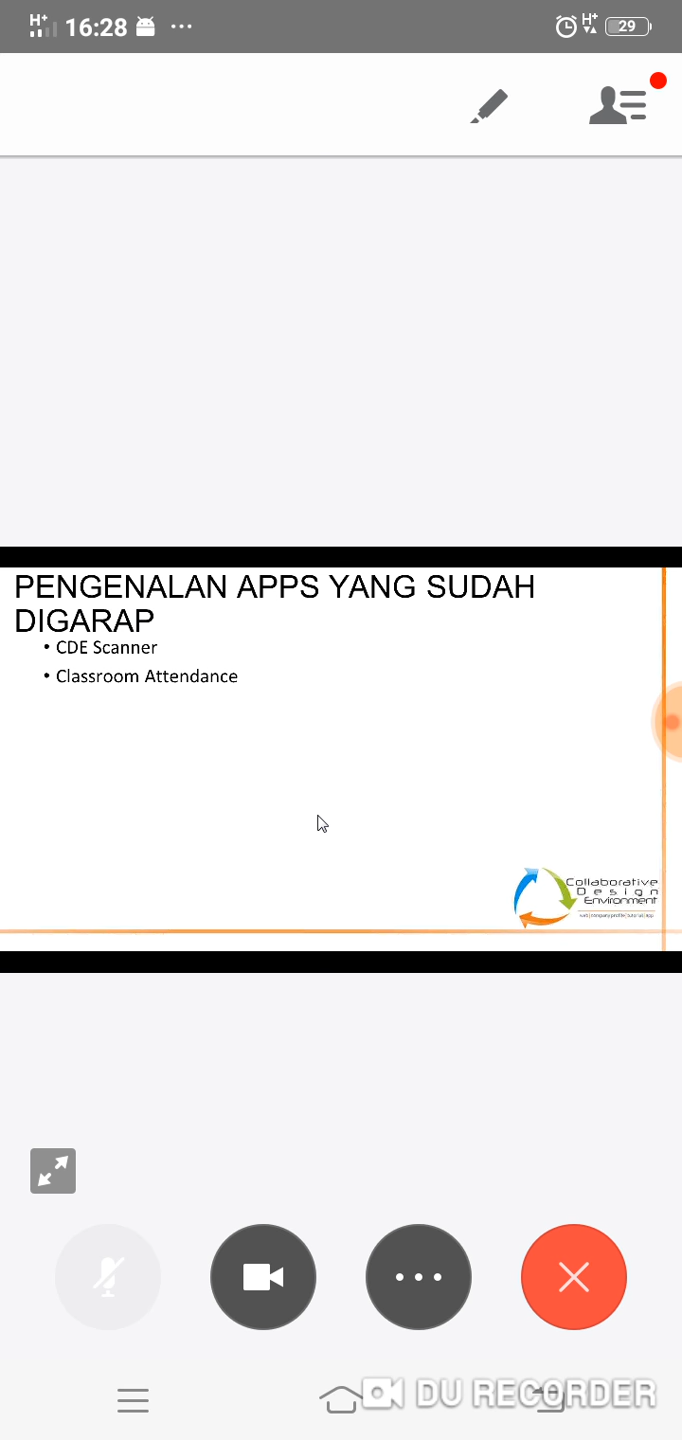 H+ 16:28 H+ 29
PENGENALAN APPS YANG SUDAH
DIGARAP
• CDE Scanner
• Classroom Attendance
Collaborative
Design
Environment
DU RECORDER